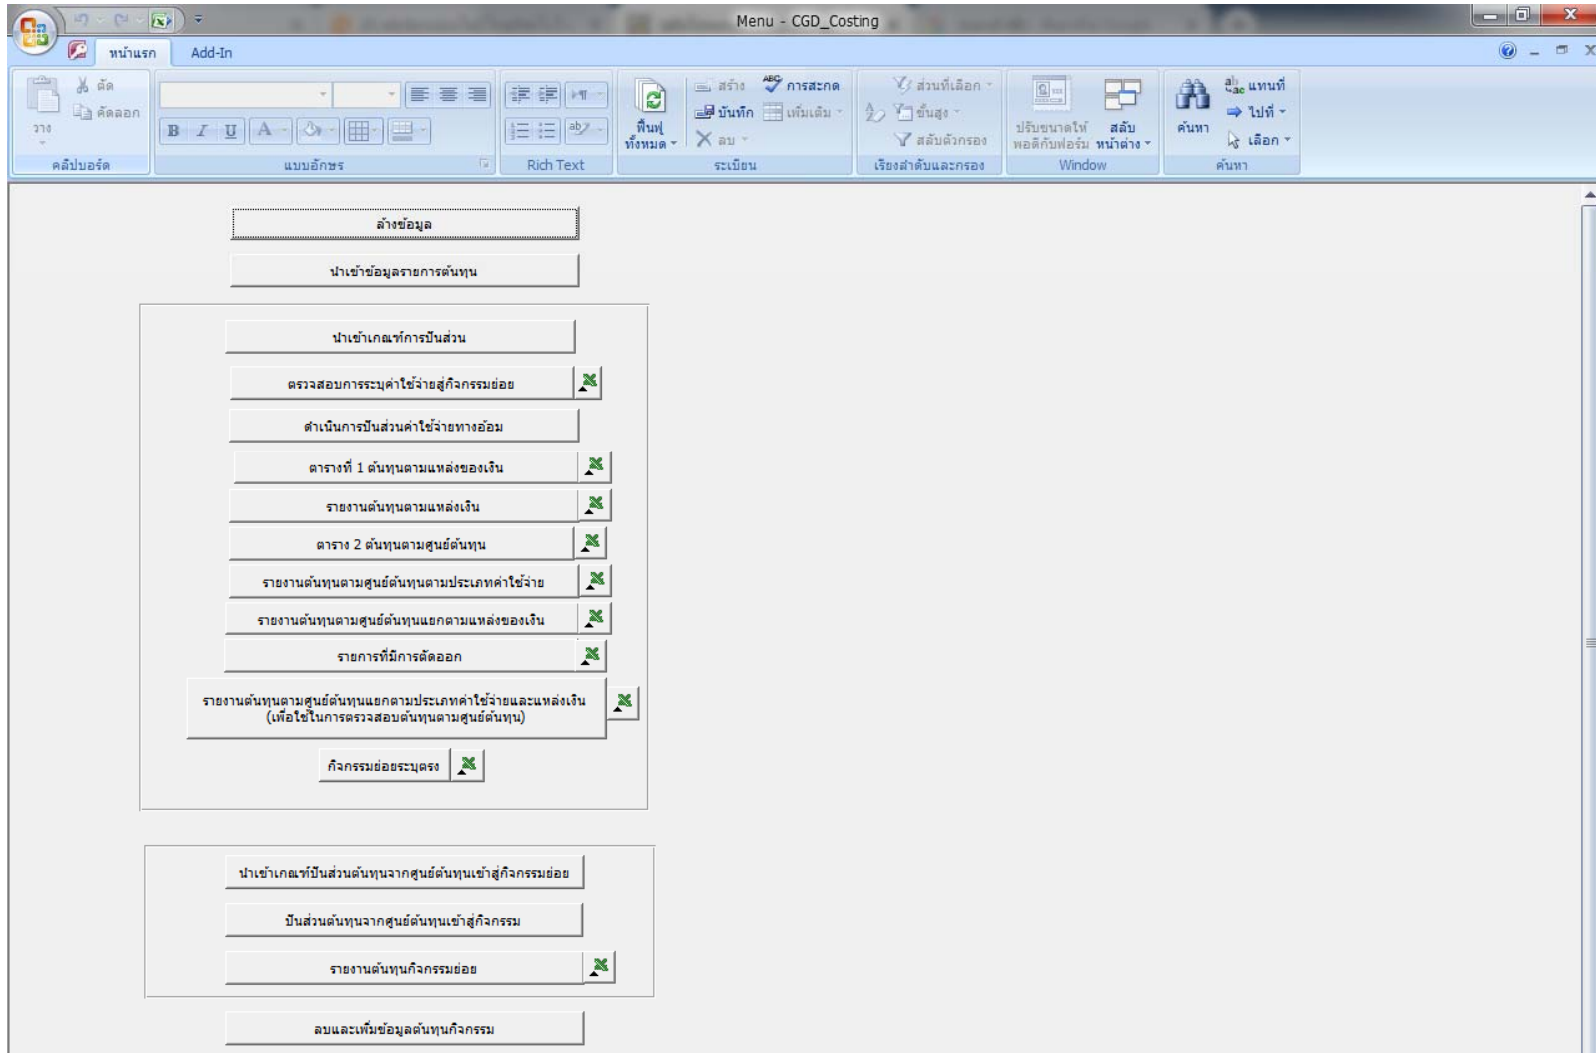 Menu - CGD_Costing
หน้าแรก Add-In
วาง
ตัด
คัดลอก
คลิปบอร์ด
B I U A
แบบอักษร
Rich Text
ฟื้นฟู
ทั้งหมด
สร้าง
บันทึก
ลบ
ABC การสะกด
เพิ่มเติม
ระเบียน
ส่วนที่เลือก
ขั้นสูง
สลับตัวกรอง
เรียงลำดับและกรอง
ปรับขนาดให้
พอดีกับฟอร์ม
สลับ
หน้าต่าง
Window
ค้นหา
แทนที่
ไปที่
เลือก
ค้นหา
ล้างข้อมูล
นำเข้าข้อมูลรายการต้นทุน
นำเข้าเกณฑ์การปันส่วน
ตรวจสอบการระบุค่าใช้จ่ายสู่กิจกรรมย่อย
ดำเนินการปันส่วนค่าใช้จ่ายทางอ้อม
ตารางที่ 1 ต้นทุนตามแหล่งของเงิน
รายงานต้นทุนตามแหล่งเงิน
ตาราง 2 ต้นทุนตามศูนย์ต้นทุน
รายงานต้นทุนตามศูนย์ต้นทุนตามประเภทค่าใช้จ่าย
รายงานต้นทุนตามศูนย์ต้นทุนแยกตามแหล่งของเงิน
รายการที่มีการตัดออก
รายงานต้นทุนตามศูนย์ต้นทุนแยกตามประเภทค่าใช้จ่ายและแหล่งเงิน
(เพื่อใช้ในการตรวจสอบต้นทุนตามศูนย์ต้นทุน)
กิจกรรมย่อยระบุตรง
นำเข้าเกณฑ์ปันส่วนต้นทุนจากศูนย์ต้นทุนเข้าสู่กิจกรรมย่อย
ปันส่วนต้นทุนจากศูนย์ต้นทุนเข้าสู่กิจกรรม
รายงานต้นทุนกิจกรรมย่อย
ลบและเพิ่มข้อมูลต้นทุนกิจกรรม